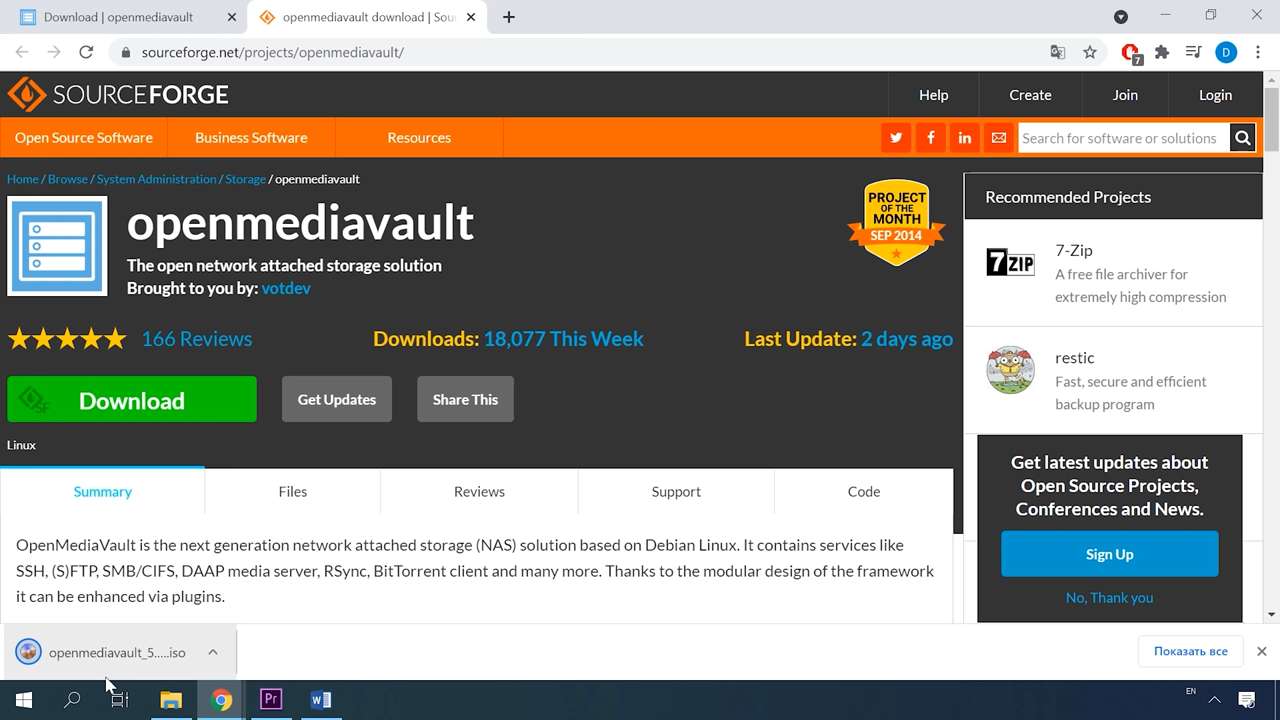 Download | openmediavault
openmediavault download | Sou
sourceforge.net/projects/openmediavault/
7
D
SOURCEFORGE
Help
Create
Join
Login
Open Source Software
Business Software
Resources
Search for software or solutions
Home / Browse / System Administration / Storage / openmediavault
openmediavault
The open network attached storage solution
Brought to you by: votdev
PROJECT
OF THE
MONTH
SEP 2014
166 Reviews
Downloads: 18,077 This Week
Last Update: 2 days ago
SF
Download
Get Updates
Share This
Linux
Summary
Files
Reviews
Support
Code
OpenMediaVault is the next generation network attached storage (NAS) solution based on Debian Linux. It contains services like
SSH, (S)FTP, SMB/CIFS, DAAP media server, RSync, BitTorrent client and many more. Thanks to the modular design of the framework
it can be enhanced via plugins.
Recommended Projects
7ZIP
7-Zip
A free file archiver for
extremely high compression
restic
Fast, secure and efficient
backup program
Get latest updates about
Open Source Projects,
Conferences and News.
Sign Up
No, Thank you
openmediavault_5.....iso
Показать все
Pr
W
EN